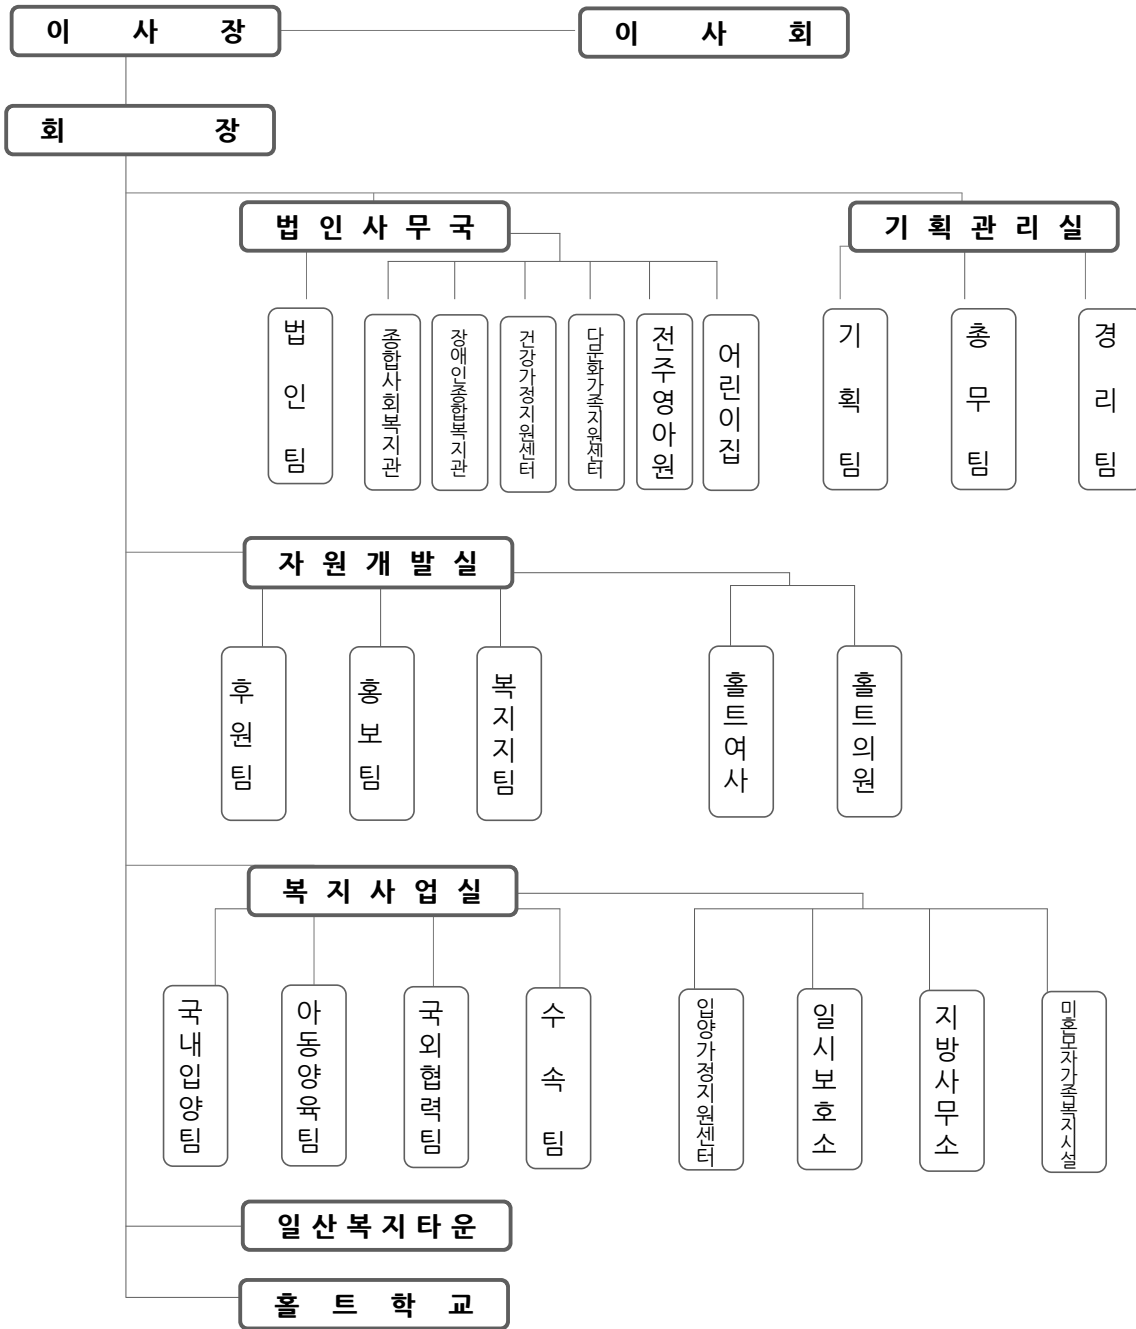 이 사 장
이 사 회
회 장
법 인 사 무 국
기 획 관 리 실
법인팀
종합사회복지관
장애인종합복지관
건강가정지원센터
다문화가족지원센터
전주영아원
어린이집
기획팀
총무팀
경리팀
자 원 개 발 실
후원팀
홍보팀
복지지팀
홀트여사
홀트의원
복 지 사 업 실
국내입양팀
아동양육팀
국외협력팀
수속팀
입양가정지원센터
일시보호소
지방사무소
미혼모자가족복지시설
일 산 복 지 타 운
홀 트 학 교